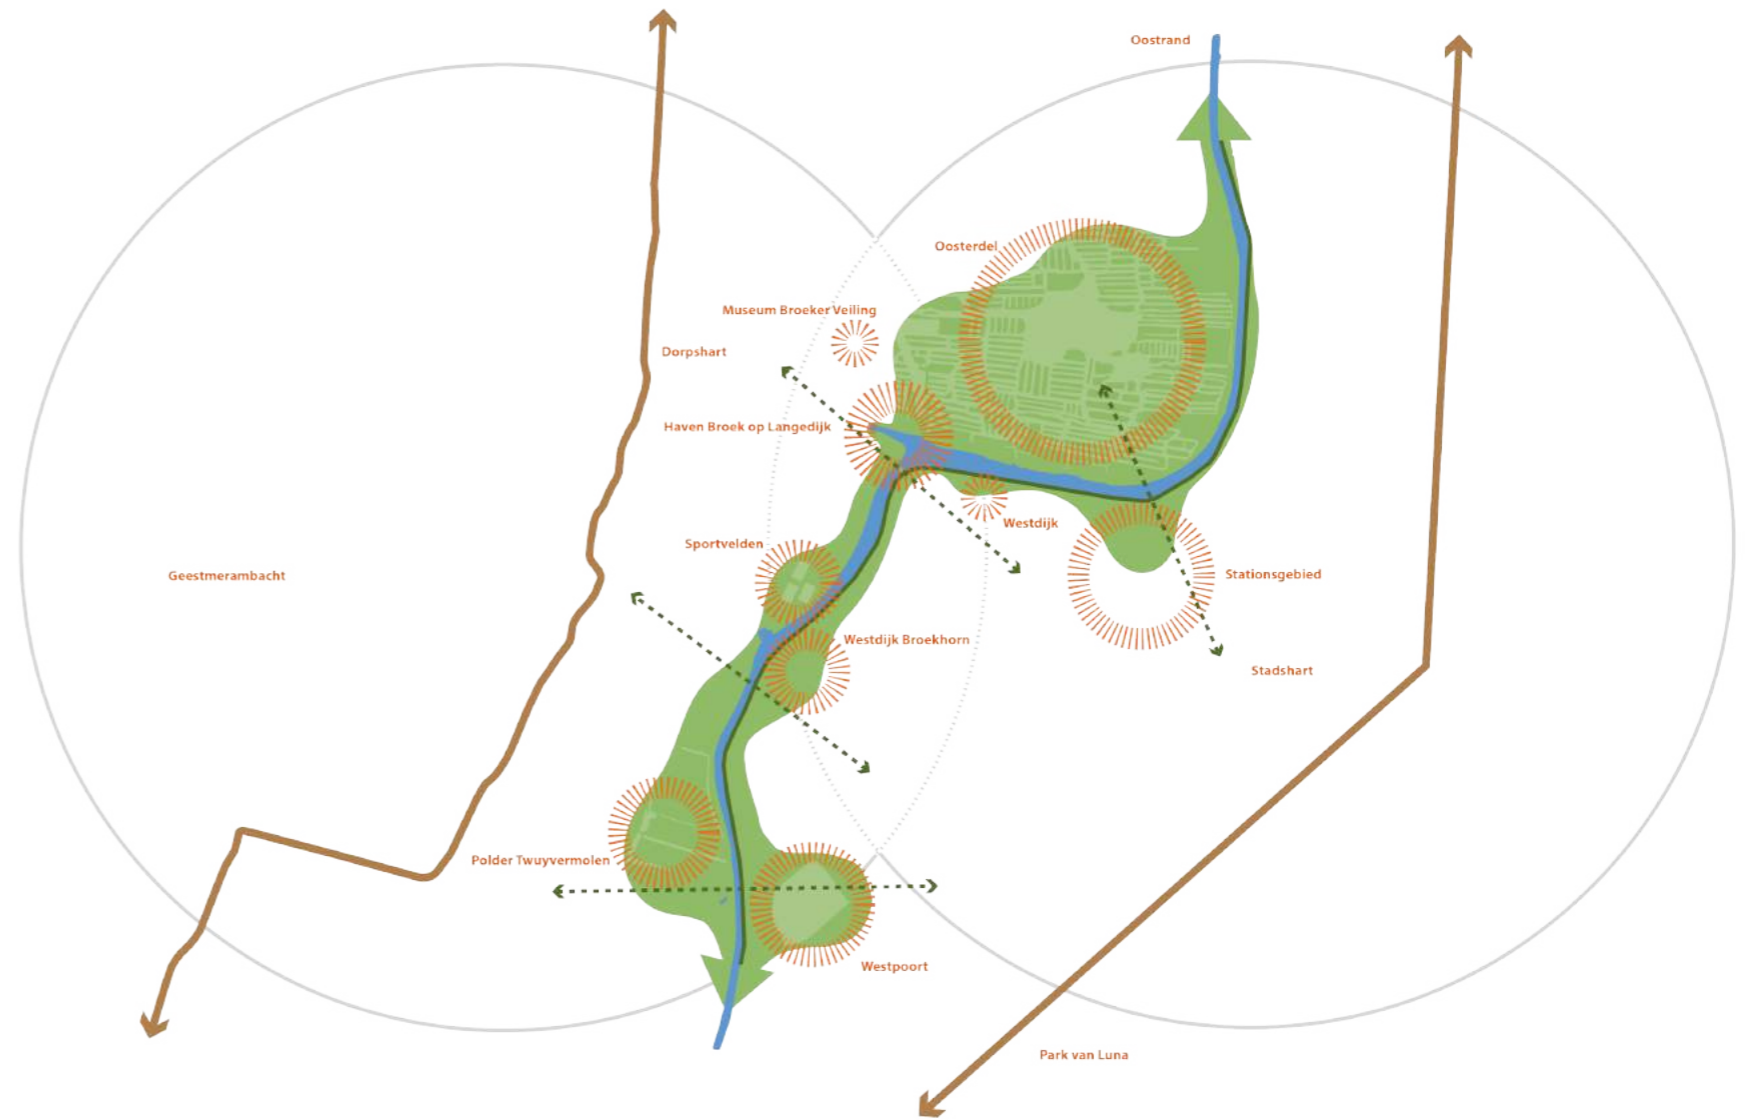 Oostrand
Oosterdel
Museum Broeker Veiling
Dorpshart
Haven Broek op Langedijk
Westdijk
Sportvelden
Geestmerambacht
Stationsgebied
Westdijk Broekhorn
Stadshart
Polder Twuyvermolen
Westpoort
Park van Luna